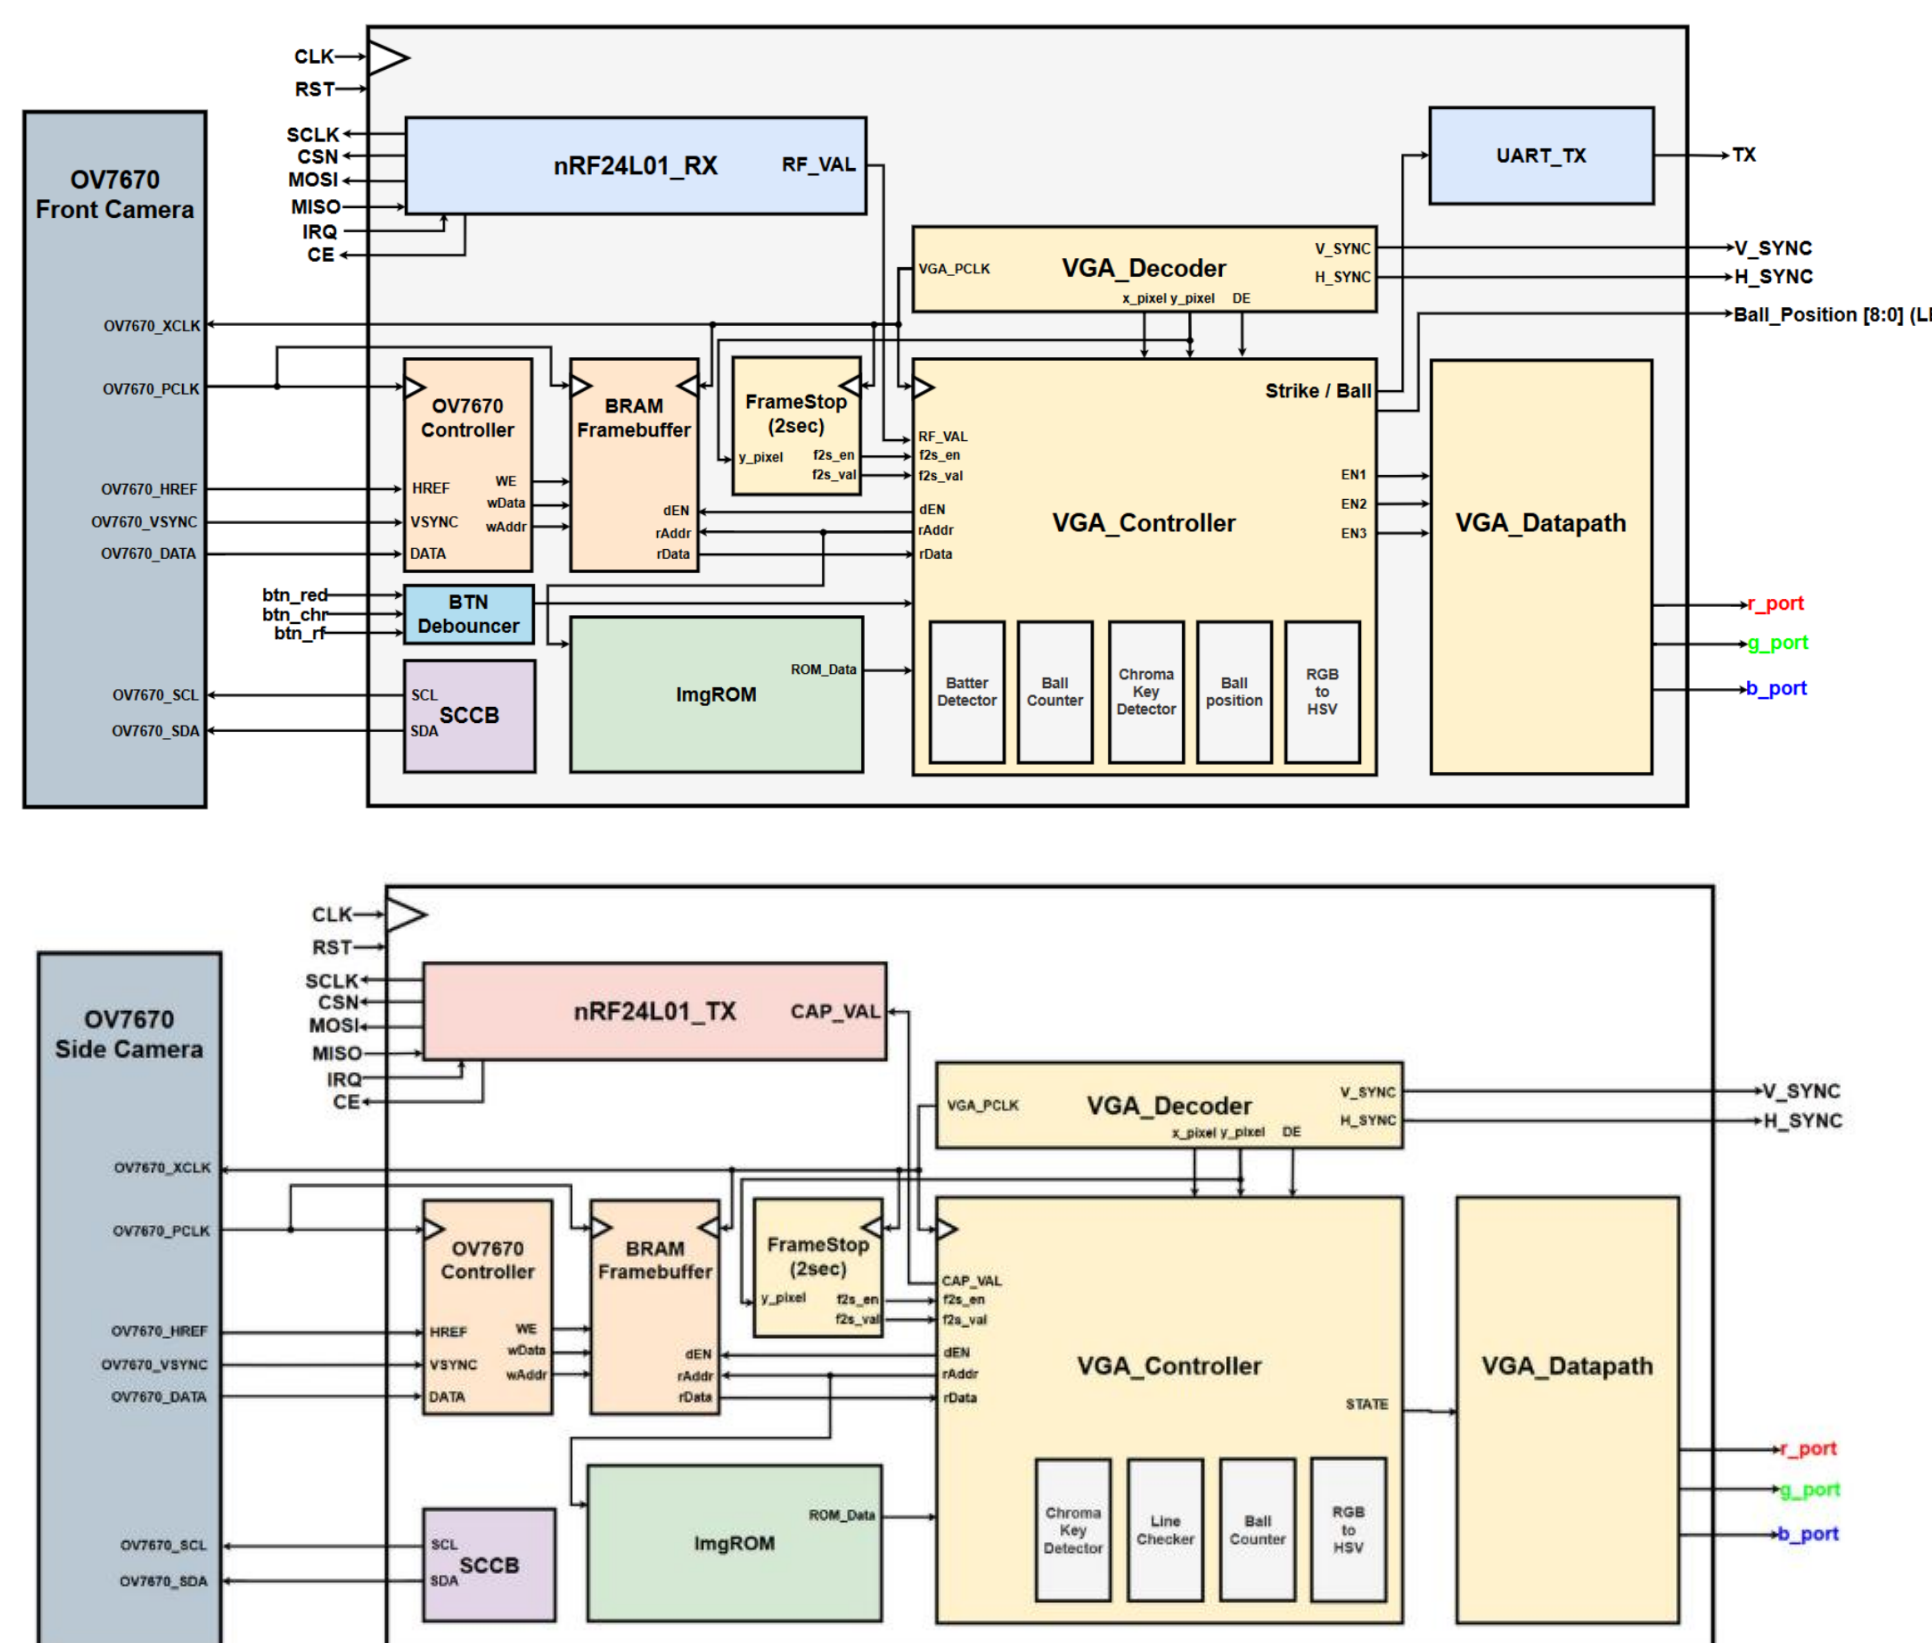 CLK
RST
OV7670
Front Camera
SCLK
CSN
MOSI
MISO
IRQ
CE
nRF24L01_RX
RF_VAL
UART_TX
TX
VGA_PCLK
VGA_Decoder
V_SYNC
H_SYNC
x_pixel y_pixel DE
V_SYNC
H_SYNC
Ball_Position [8:0] (L
OV7670_XCLK
OV7670_PCLK
OV7670_HREF
OV7670_VSYNC
OV7670_DATA
OV7670_SCL
OV7670_SDA
OV7670
Controller
HREF
VSYNC
DATA
WE
wData
wAddr
BRAM
Framebuffer
dEN
rAddr
rData
FrameStop
(2sec)
y_pixel
f2s_en
f2s_val
RF_VAL
f2s_en
f2s_val
dEN
rAddr
rData
VGA_Controller
Strike / Ball
EN1
EN2
EN3
VGA_Datapath
btn_red
btn_chr
btn_rf
BTN
Debouncer
SCL
SDA
SCCB
ImgROM
ROM_Data
Batter
Detector
Ball
Counter
Chroma
Key
Detector
Ball
position
RGB
to
HSV
r_port
g_port
b_port
CLK
RST
OV7670
Side Camera
SCLK
CSN
MOSI
MISO
IRQ
CE
nRF24L01_TX
CAP_VAL
VGA_PCLK
VGA_Decoder
V_SYNC
H_SYNC
x_pixel y_pixel DE
V_SYNC
H_SYNC
OV7670_XCLK
OV7670_PCLK
OV7670_HREF
OV7670_VSYNC
OV7670_DATA
OV7670_SCL
OV7670_SDA
OV7670
Controller
HREF
VSYNC
DATA
WE
wData
wAddr
BRAM
Framebuffer
dEN
rAddr
rData
FrameStop
(2sec)
y_pixel
f2s_en
f2s_val
CAP_VAL
f2s_en
f2s_val
dEN
rAddr
rData
VGA_Controller
STATE
VGA_Datapath
SCL
SDA
SCCB
ImgROM
ROM_Data
Chroma
Key
Detector
Line
Checker
Ball
Counter
RGB
to
HSV
r_port
g_port
b_port